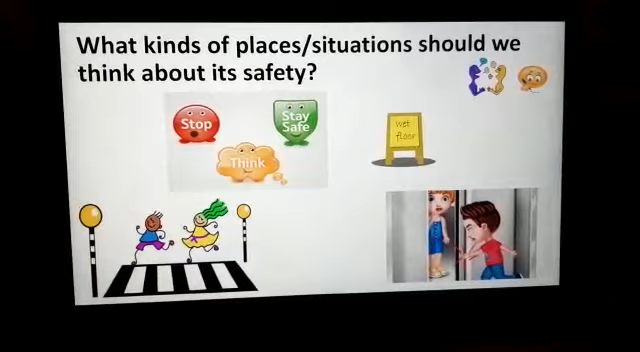 What kinds of places/situations should we
think about its safety?
Stop
Stay
Safe
Think
wet
floor